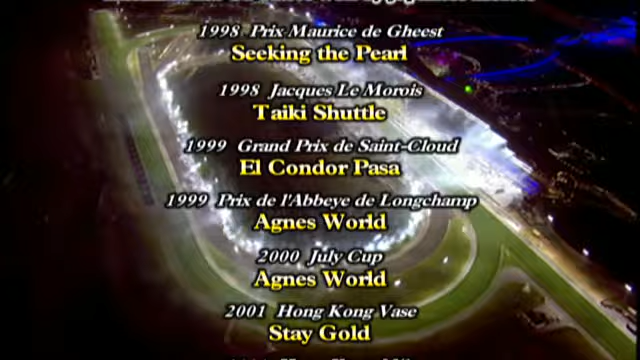 1998 Prix Maurice de Gheest
Seeking the Pearl
1998 Jacques Le Morois
Taiki Shuttle
1999 Grand Prix de Saint-Cloud
El Condor Pasa
1999 Prix de l'Abbeye de Longchamp
Agnes World
2000 July Cup
Agnes World
2001 Hong Kong Vase
Stay Gold